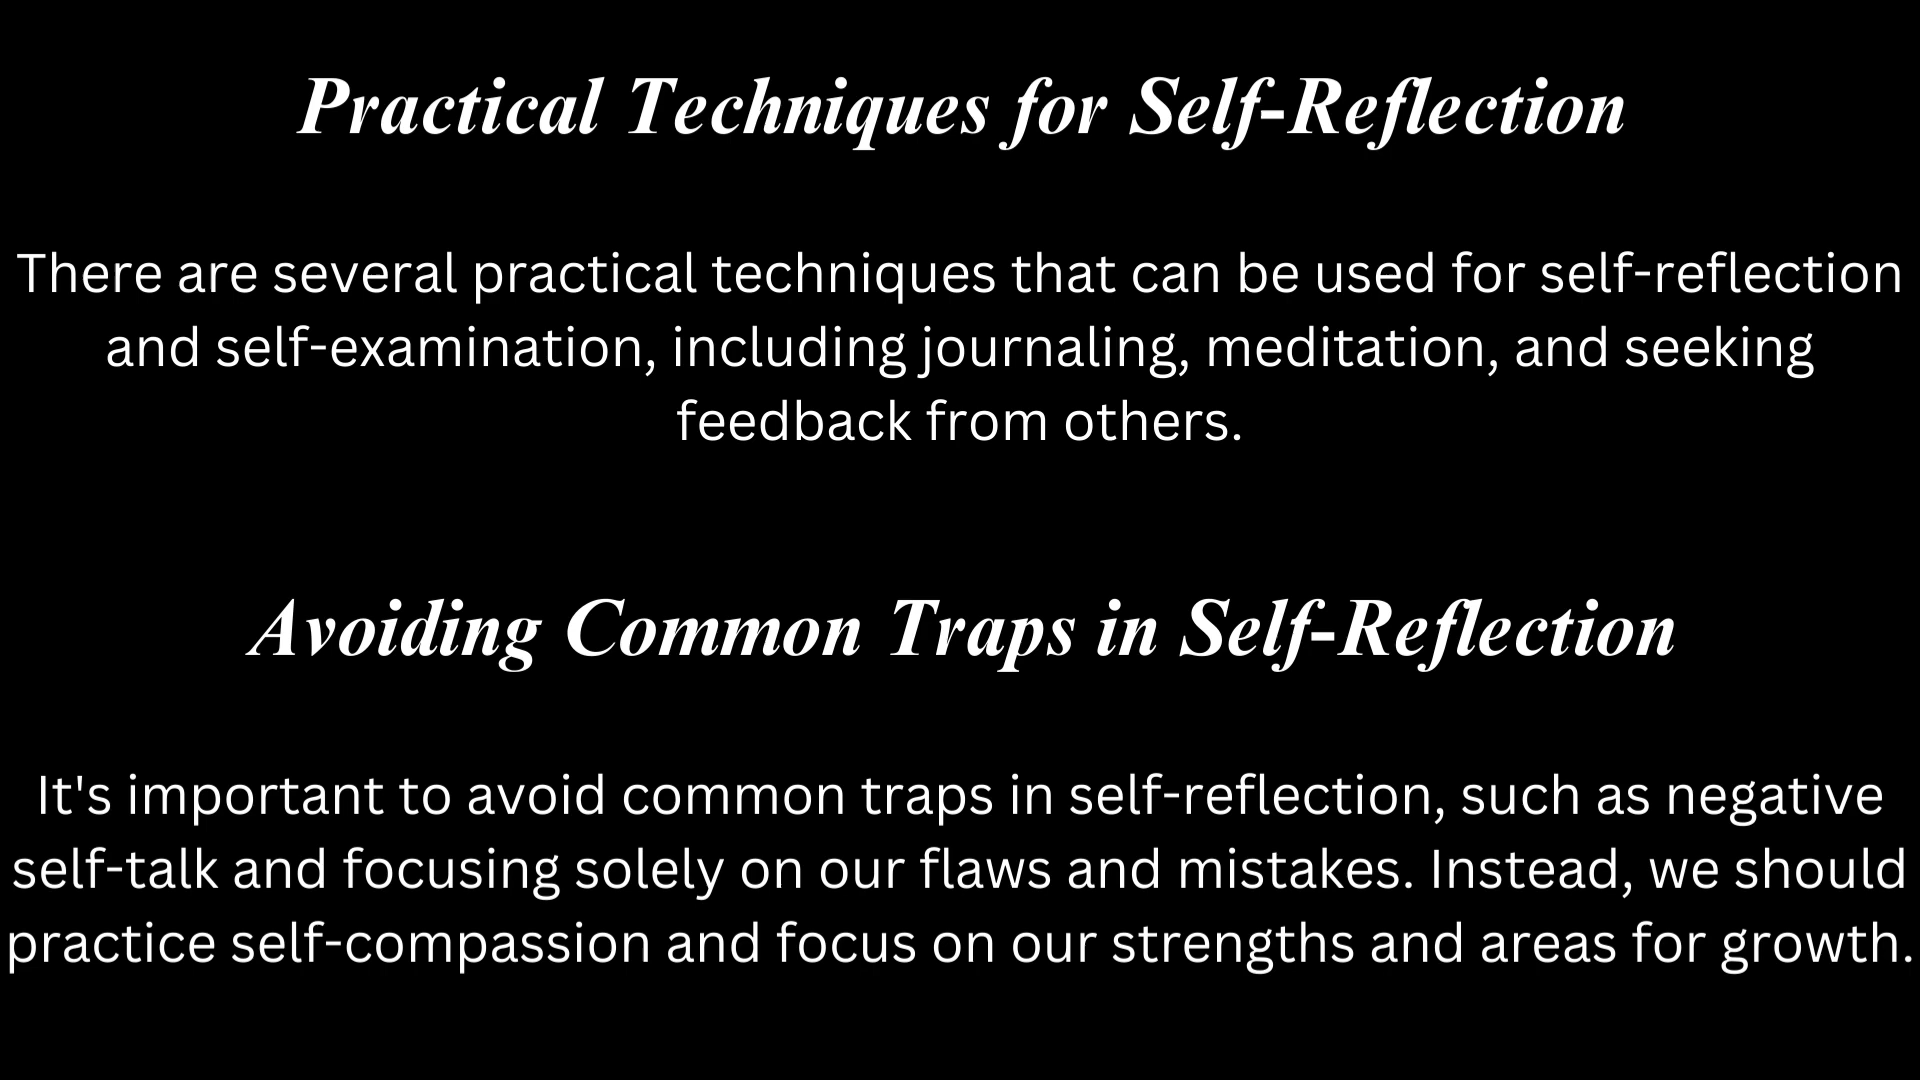 Practical Techniques for Self-Reflection
There are several practical techniques that can be used for self-reflection
and self-examination, including journaling, meditation, and seeking
feedback from others.
Avoiding Common Traps in Self-Reflection
It's important to avoid common traps in self-reflection, such as negative
self-talk and focusing solely on our flaws and mistakes. Instead, we should
practice self-compassion and focus on our strengths and areas for growth.